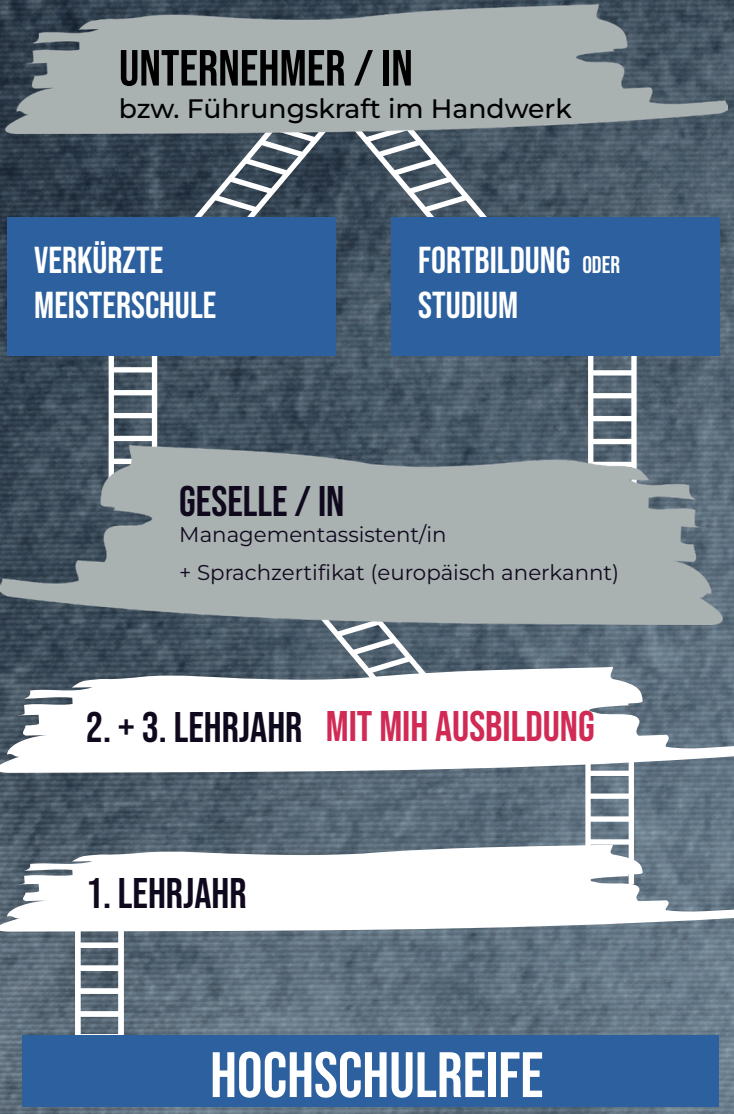 UNTERNEHMER / IN
bzw. Führungskraft im Handwerk
VERKÜRZTE
MEISTERSCHULE
FORTBILDUNG ODER
STUDIUM
GESELLE / IN
Managementassistent/in
+ Sprachzertifikat (europäisch anerkannt)
2. + 3. LEHRJAHR MIT MIH AUSBILDUNG
1. LEHRJAHR
HOCHSCHULREIFE